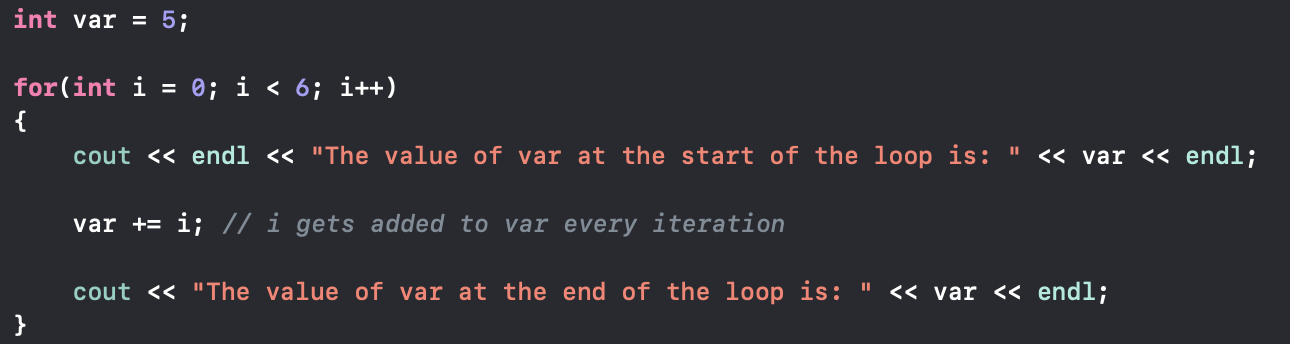 int var = 5;
for(int i = 0; i < 6; i++)
{
cout << endl << "The value of var at the start of the loop is: " << var << endl;
var += i; // i gets added to var every iteration
cout << "The value of var at the end of the loop is: " << var << endl;
}